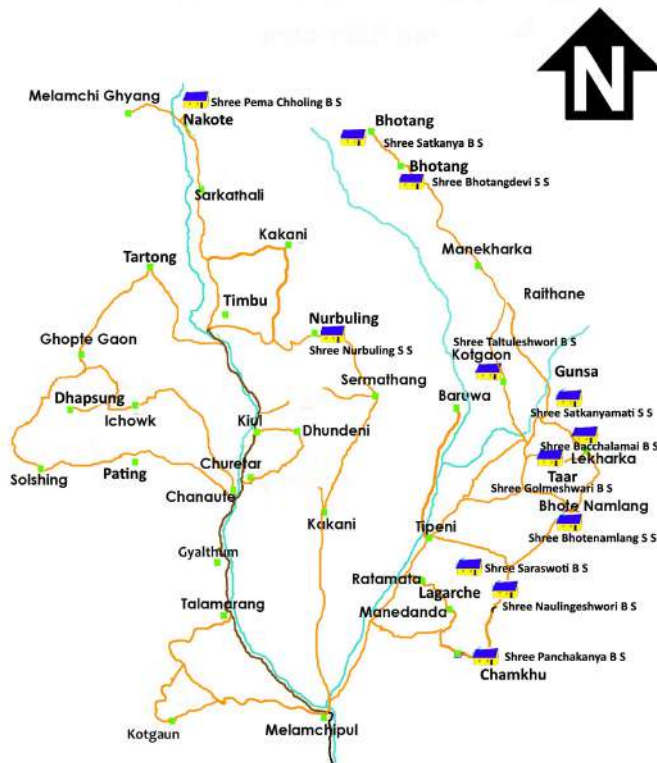 N
Melamchi Ghyang
Shree Pema Chholing B S
Nakote
Bhotang
Shree Satkanya B S
Bhotang
Shree Bhotangdevi S S
Sarkathali
Kakani
Manekharka
Tartong
Raithane
Timbu
Nurbuling
Shree Taltuleshwori B S
Ghopte Gaon
Shree Nurbuling S S
Kotgaon
Gunsa
Sermathang
Baruwa
Dhapsung
Ichowk
Shree Satkanyamati S S
Kiul
Dhundeni
Shree Bacchalamai B S
Lekharka
Solshing
Pating
Churetar
Taar
Chanaute
Shree Golmeshwari B S
Bhote Namlang
Kakani
Tipeni
Shree Bhotenamlang S S
Gyalthum
Shree Saraswoti B S
Ratamata
Lagarche
Talamarang
Manedanda
Shree Naulingeshwori B S
Shree Panchakanya B S
Chamkhu
Kotgaun
Melamchipul